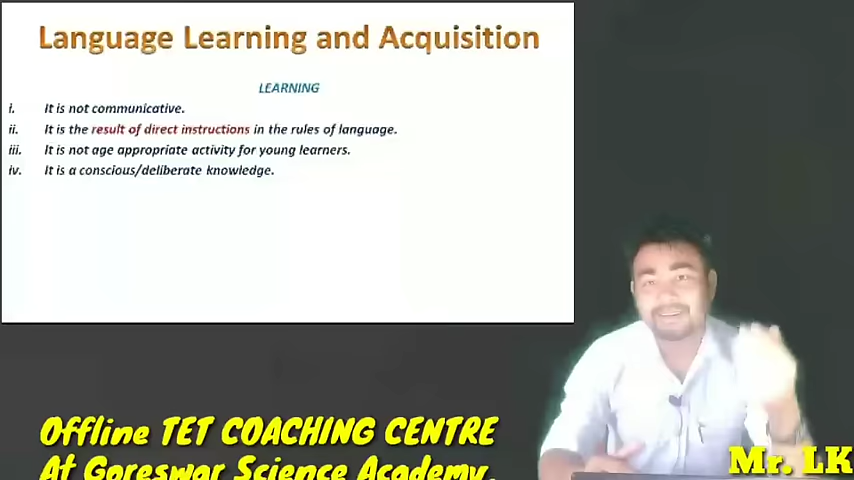 Language Learning and Acquisition
LEARNING
i. It is not communicative.
ii. It is the result of direct instructions in the rules of language.
iii. It is not age appropriate activity for young learners.
iv. It is a conscious/deliberate knowledge.
Offline TET COACHING CENTRE
At Goreswar Science Academy.
Mr. LK